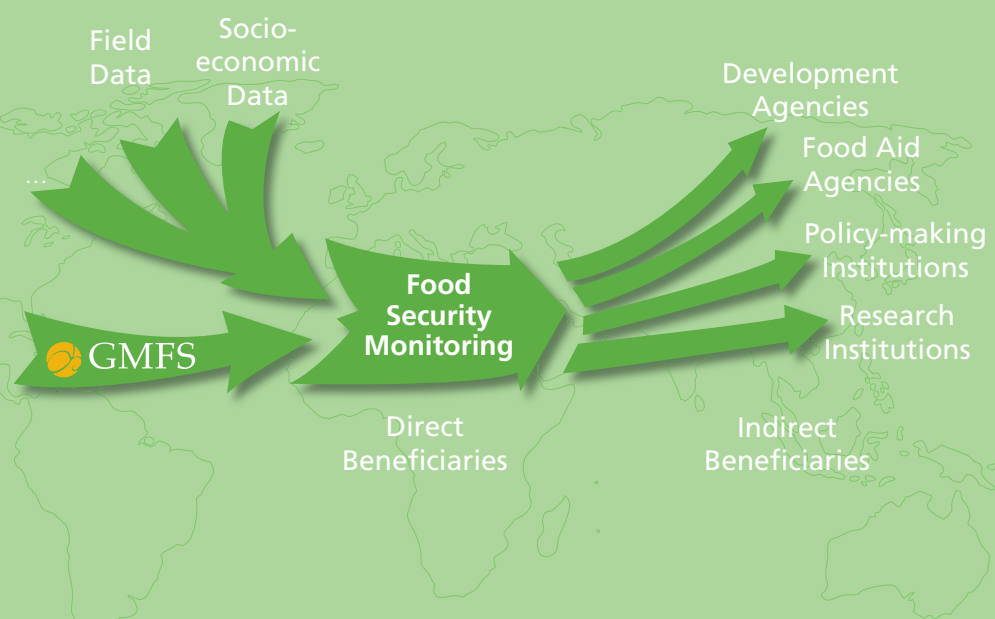 Field
Data
Socio-
economic
Data
...
GMFS
Food
Security
Monitoring
Direct
Beneficiaries
Development
Agencies
Food Aid
Agencies
Policy-making
Institutions
Research
Institutions
Indirect
Beneficiaries